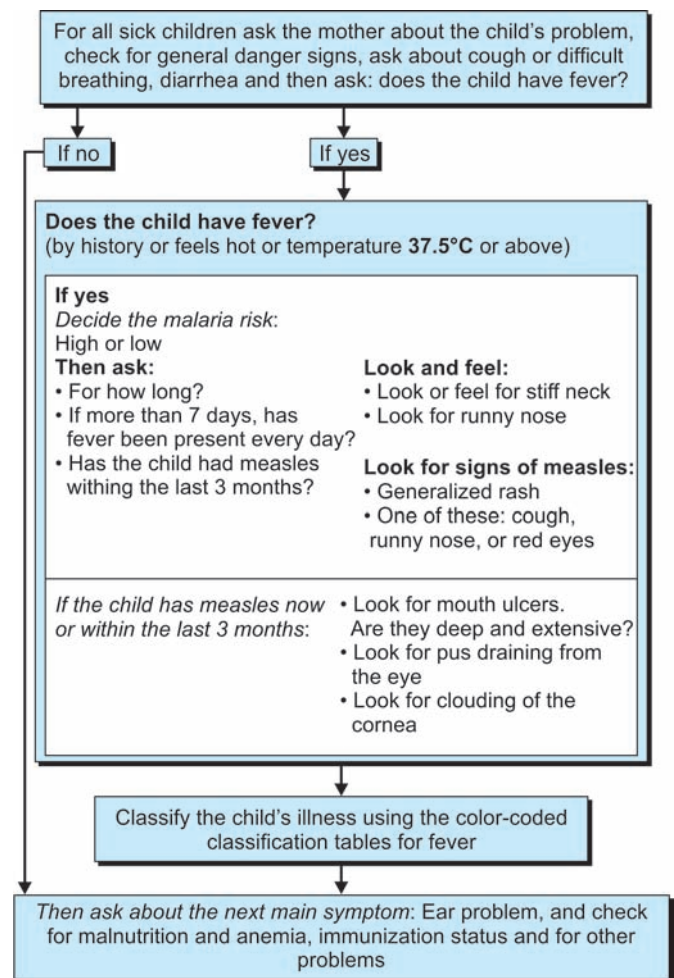 For all sick children ask the mother about the child's problem,
check for general danger signs, ask about cough or difficult
breathing, diarrhea and then ask: does the child have fever?
If no
If yes
Does the child have fever?
(by history or feels hot or temperature 37.5°C or above)
If yes
Decide the malaria risk:
High or low
Then ask:
• For how long?
• If more than 7 days, has
fever been present every day?
• Has the child had measles
withing the last 3 months?
Look and feel:
• Look or feel for stiff neck
• Look for runny nose
Look for signs of measles:
• Generalized rash
• One of these: cough,
runny nose, or red eyes
If the child has measles now
or within the last 3 months:
• Look for mouth ulcers.
Are they deep and extensive?
• Look for pus draining from
the eye
• Look for clouding of the
cornea
Classify the child's illness using the color-coded
classification tables for fever
Then ask about the next main symptom: Ear problem, and check
for malnutrition and anemia, immunization status and for other
problems